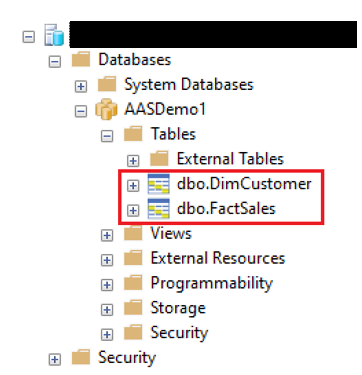 Databases
System Databases
AASDemo1
Tables
External Tables
dbo.DimCustomer
dbo.FactSales
Views
External Resources
Programmability
Storage
Security
Security